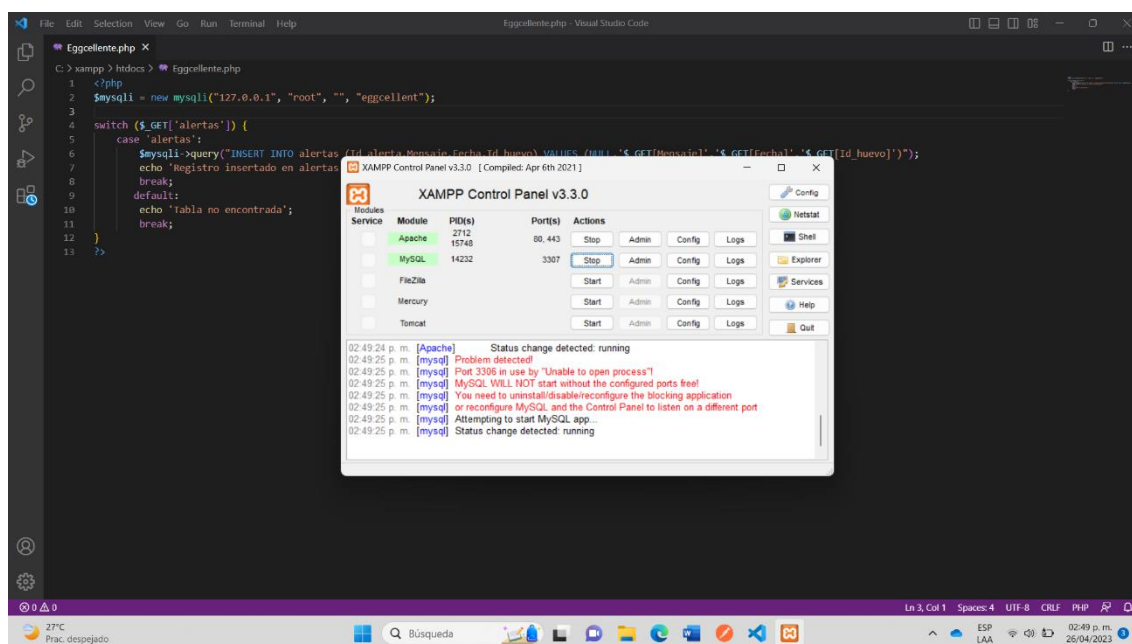 File Edit Selection View Go Run Terminal Help
Eggcellente.php - Visual Studio Code
Eggcellente.php
C: > xampp > htdocs > Eggcellente.php
1 <?php
2 $mysqli = new mysqli("127.0.0.1", "root", "", "eggcellent");
3
4 switch ($_GET['alertas']) {
5 case 'alertas':
6 $mysqli->query("INSERT INTO alertas (Id_alerta,Mensaje,Fecha,Id_huevo) VALUES (NULL,'$_GET[Mensaje]','$_GET[Fecha]','$_GET[Id_huevo]')");
7 echo 'Registro insertado en alertas
8 break;
9 default:
10 echo 'Tabla no encontrada';
11 break;
12 }
13 ?>
XAMPP Control Panel v3.3.0 [ Compiled: Apr 6th 2021 ]
XAMPP Control Panel v3.3.0
Config
Netstat
Shell
Explorer
Services
Help
Quit
Modules
Service Module PID(s) Port(s) Actions
Apache 2712 15748 80, 443 Stop Admin Config Logs
MySQL 14232 3307 Stop Admin Config Logs
FileZilla Start Admin Config Logs
Mercury Start Admin Config Logs
Tomcat Start Admin Config Logs
02:49:24 p. m. [Apache] Status change detected: running
02:49:25 p. m. [mysql] Problem detected!
02:49:25 p. m. [mysql] Port 3306 in use by "Unable to open process"!
02:49:25 p. m. [mysql] MySQL WILL NOT start without the configured ports free!
02:49:25 p. m. [mysql] You need to uninstall/disable/reconfigure the blocking application
02:49:25 p. m. [mysql] or reconfigure MySQL and the Control Panel to listen on a different port
02:49:25 p. m. [mysql] Attempting to start MySQL app...
02:49:25 p. m. [mysql] Status change detected: running
0 0
Ln 3, Col 1 Spaces: 4 UTF-8 CRLF PHP
27°C
Prac. despejado
Búsqueda
ESP
LAA
02:49 p. m.
26/04/2023